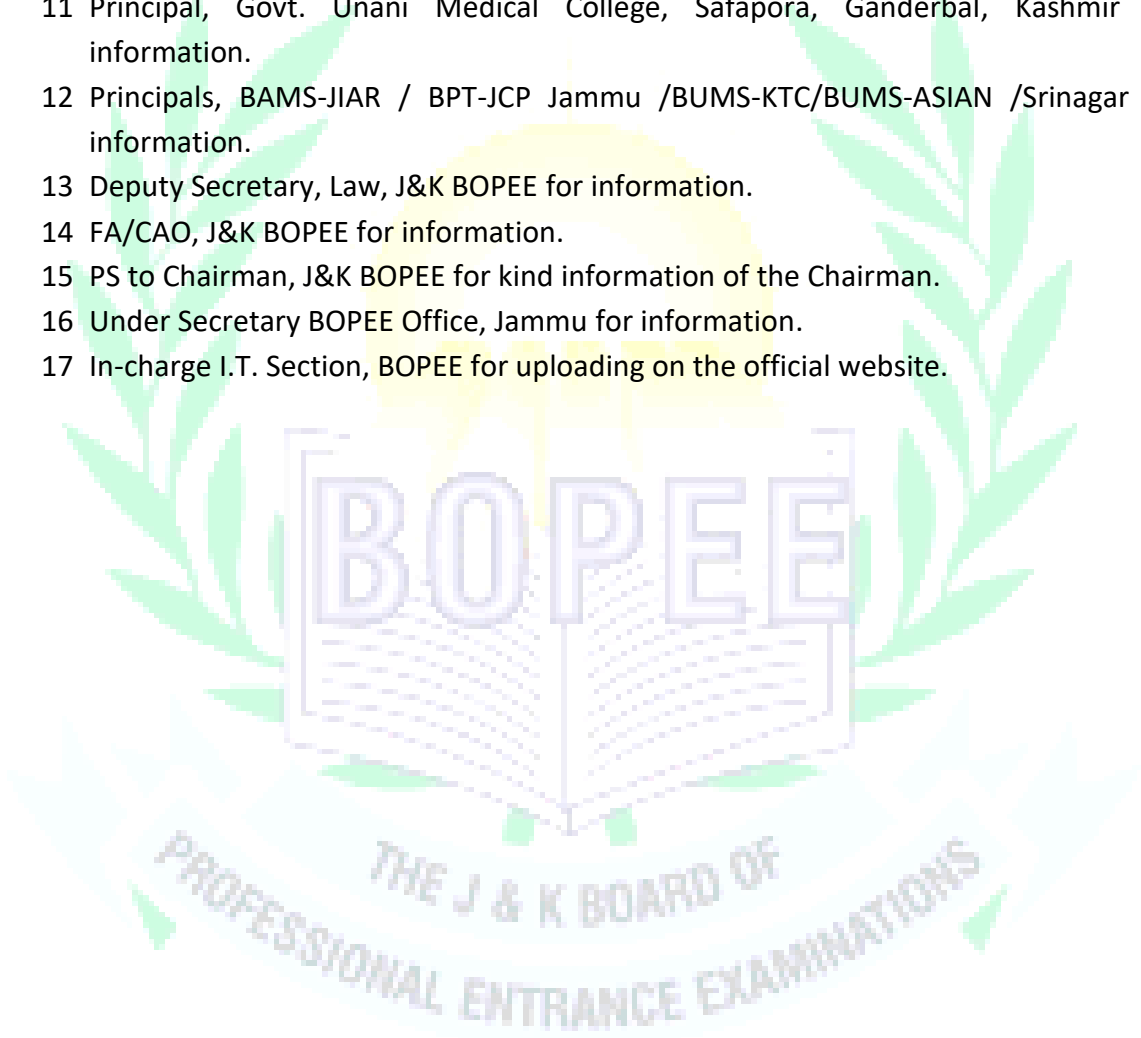 11 Principal, Govt. Unani Medical College, Safapora, Ganderbal, Kashmir
information.
12 Principals, BAMS-JIAR / BPT-JCP Jammu /BUMS-KTC/BUMS-ASIAN /Srinagar
information.
13 Deputy Secretary, Law, J&K BOPEE for information.
14 FA/CAO, J&K BOPEE for information.
15 PS to Chairman, J&K BOPEE for kind information of the Chairman.
16 Under Secretary BOPEE Office, Jammu for information.
17 In-charge I.T. Section, BOPEE for uploading on the official website.
BOPEE
THE J & K BOARD OF
PROFESSIONAL ENTRANCE EXAMINATIONS